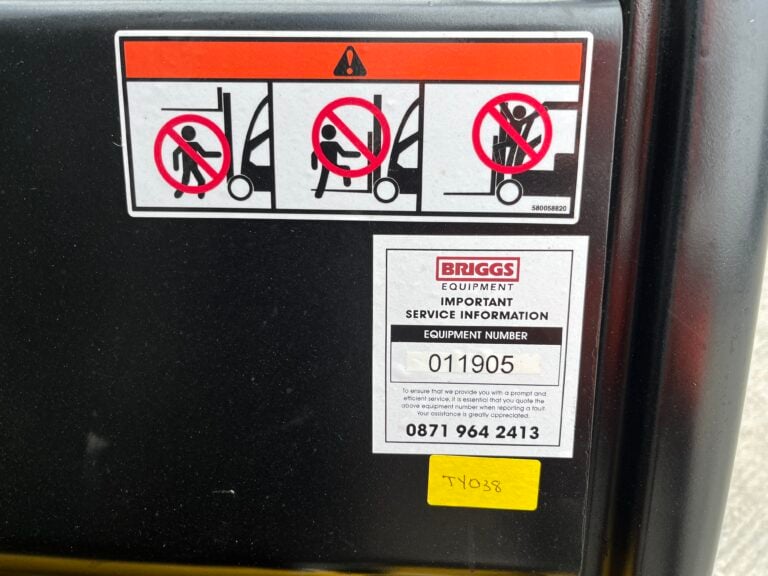 580058820
BRIGGS
EQUIPMENT
IMPORTANT
SERVICE INFORMATION
EQUIPMENT NUMBER
011905
To ensure that we provide you with a prompt and
efficient service, it is essential that you quote the
above equipment number when reporting a fault.
Your assistance is greatly appreciated.
0871 964 2413
TY038